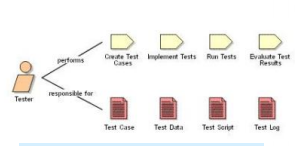 performs
Create Test
Cases
Implement Tests
Run Tests
Evaluate Test
Results
Tester
responsible for
Test Case
Test Data
Test Script
Test Log